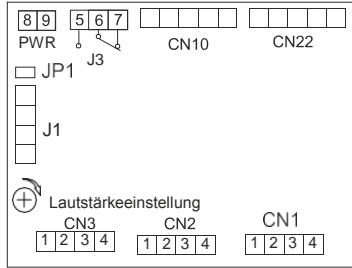 8 9 5 6 7
PWR J3 CN10 CN22
JP1
J1
Lautstärkeeinstellung
CN3 CN2 CN1
1 2 3 4 1 2 3 4 1 2 3 4